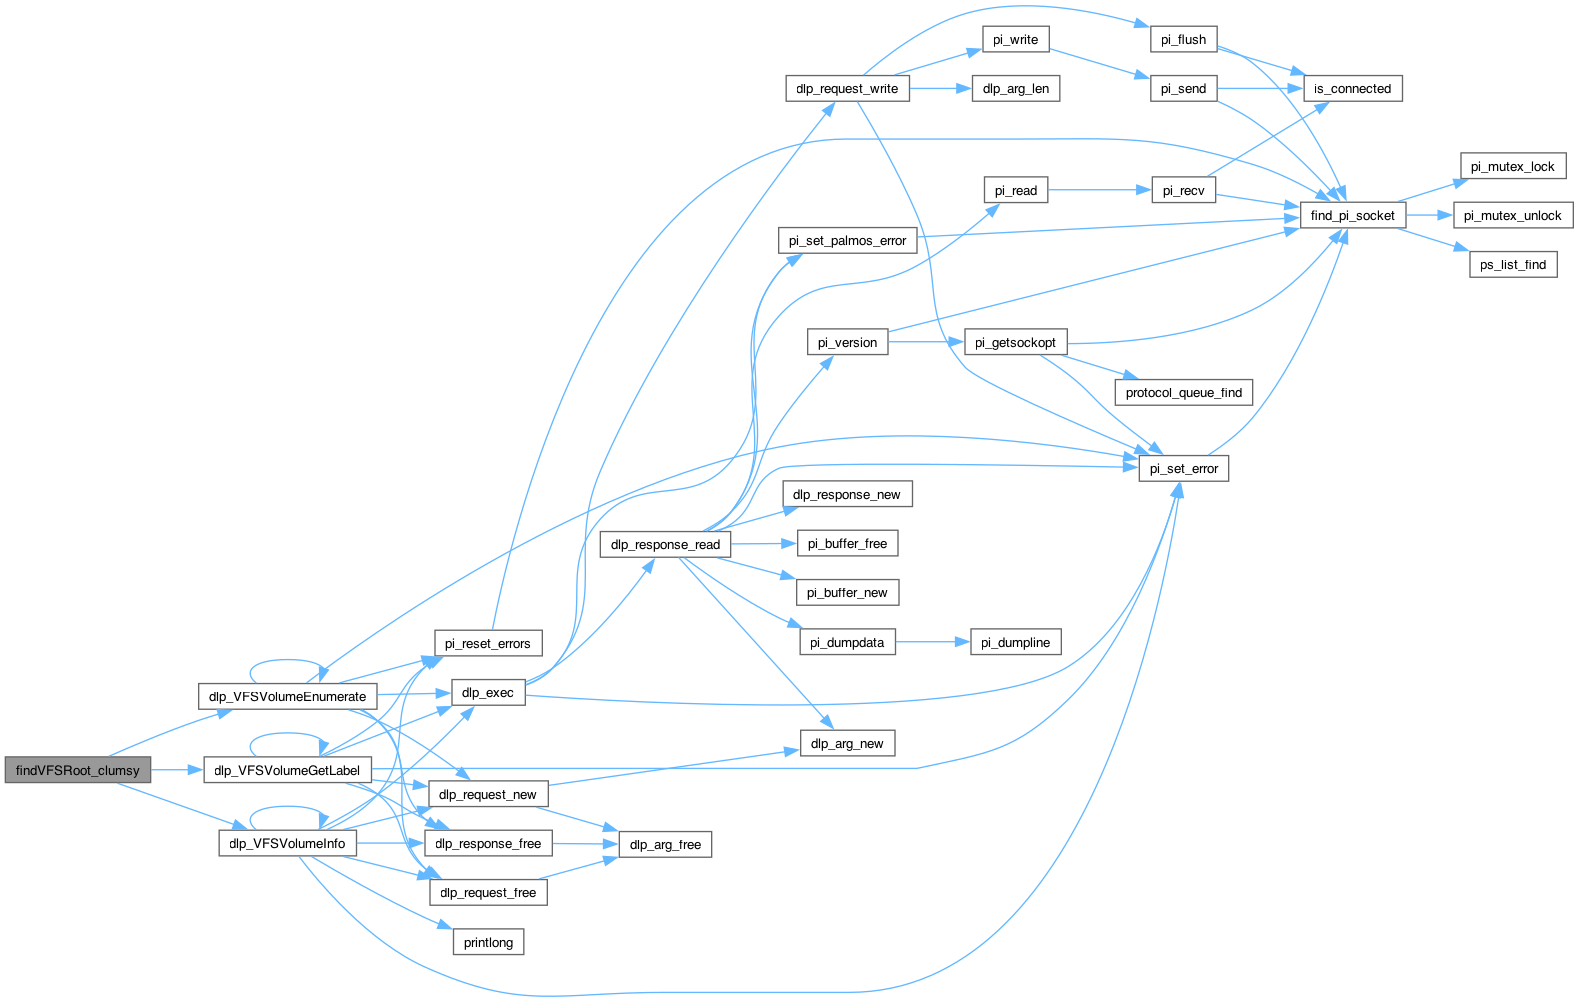 findVFSRoot_clumsy
dlp_VFSVolumeEnumerate
dlp_VFSVolumeGetLabel
dlp_VFSVolumeInfo
pi_reset_errors
dlp_exec
dlp_request_new
dlp_response_free
dlp_request_free
printlong
dlp_response_read
dlp_arg_free
dlp_request_write
pi_set_palmos_error
pi_version
dlp_response_new
pi_buffer_free
pi_buffer_new
pi_dumpdata
dlp_arg_new
pi_write
dlp_arg_len
pi_read
pi_getsockopt
pi_dumpline
pi_flush
pi_send
pi_recv
protocol_queue_find
pi_set_error
is_connected
find_pi_socket
pi_mutex_lock
pi_mutex_unlock
ps_list_find